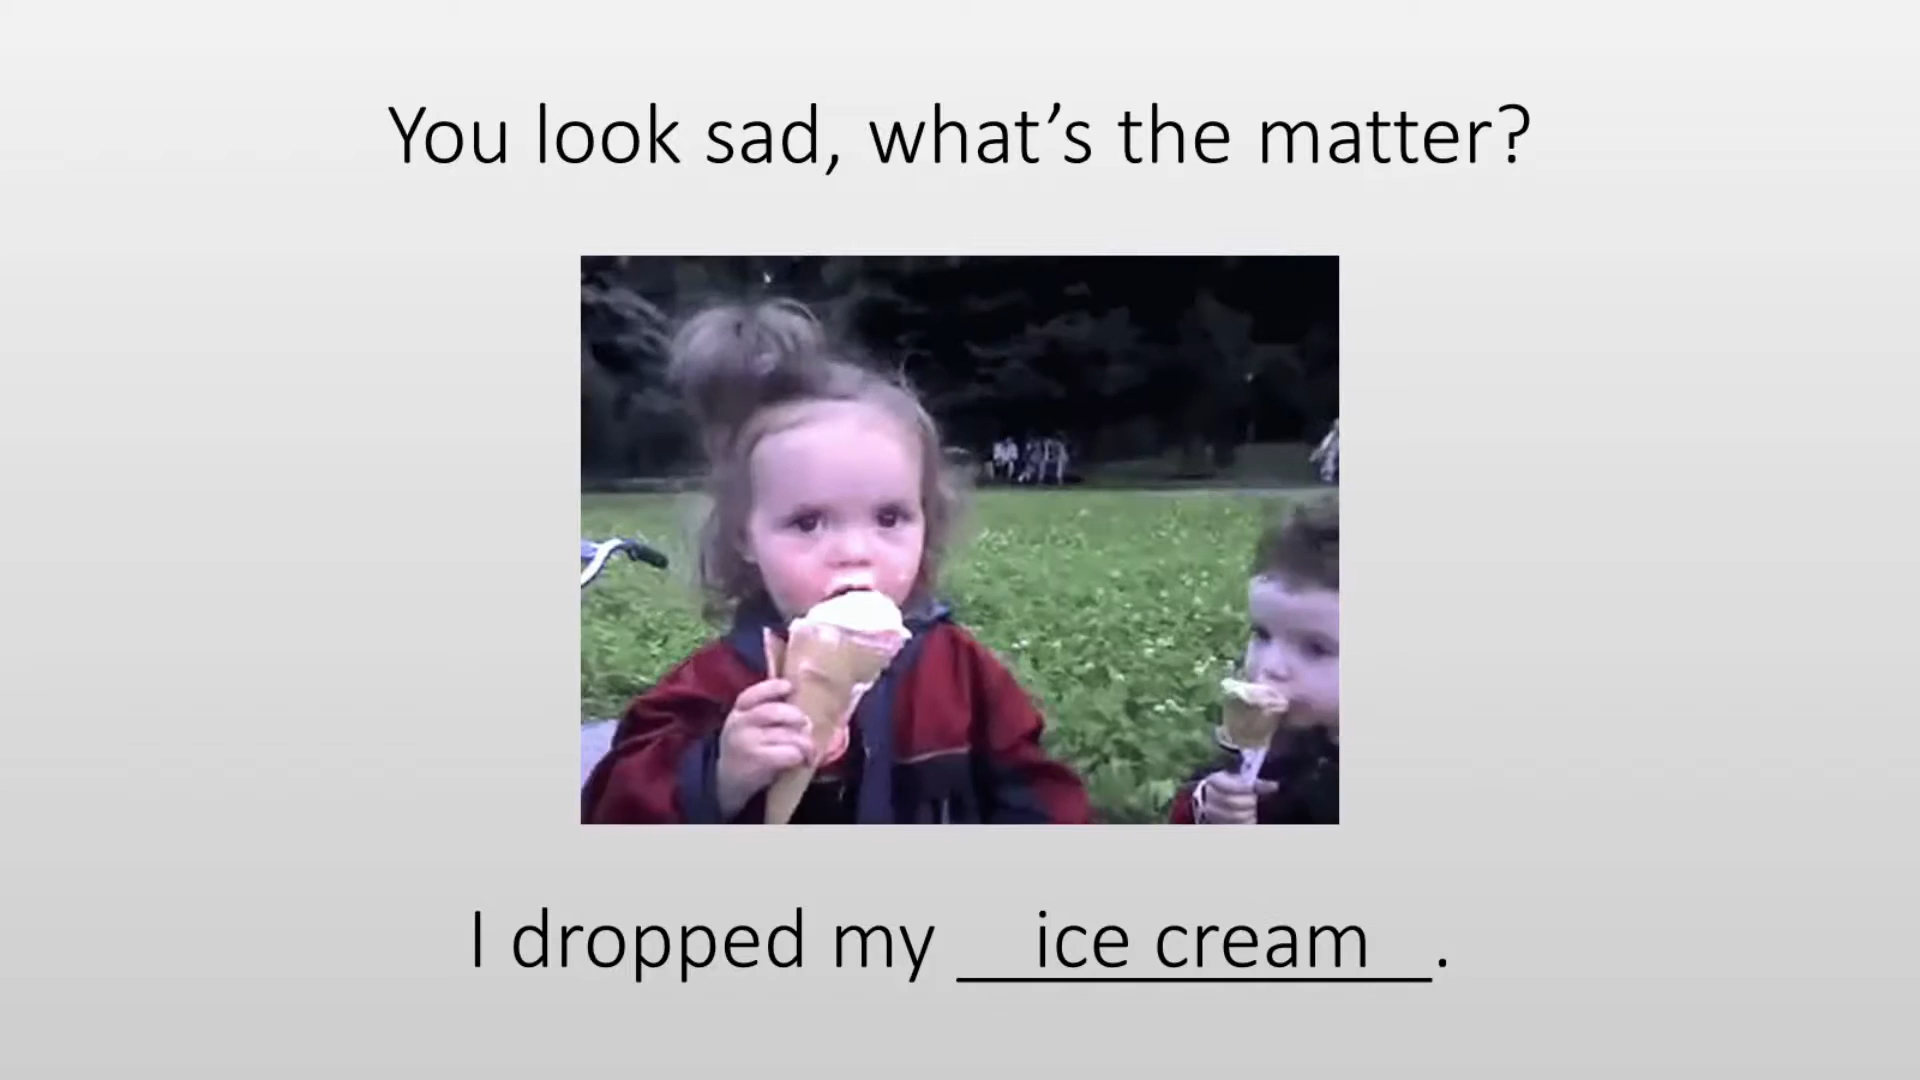 You look sad, what’s the matter?
I dropped my __ice cream__.